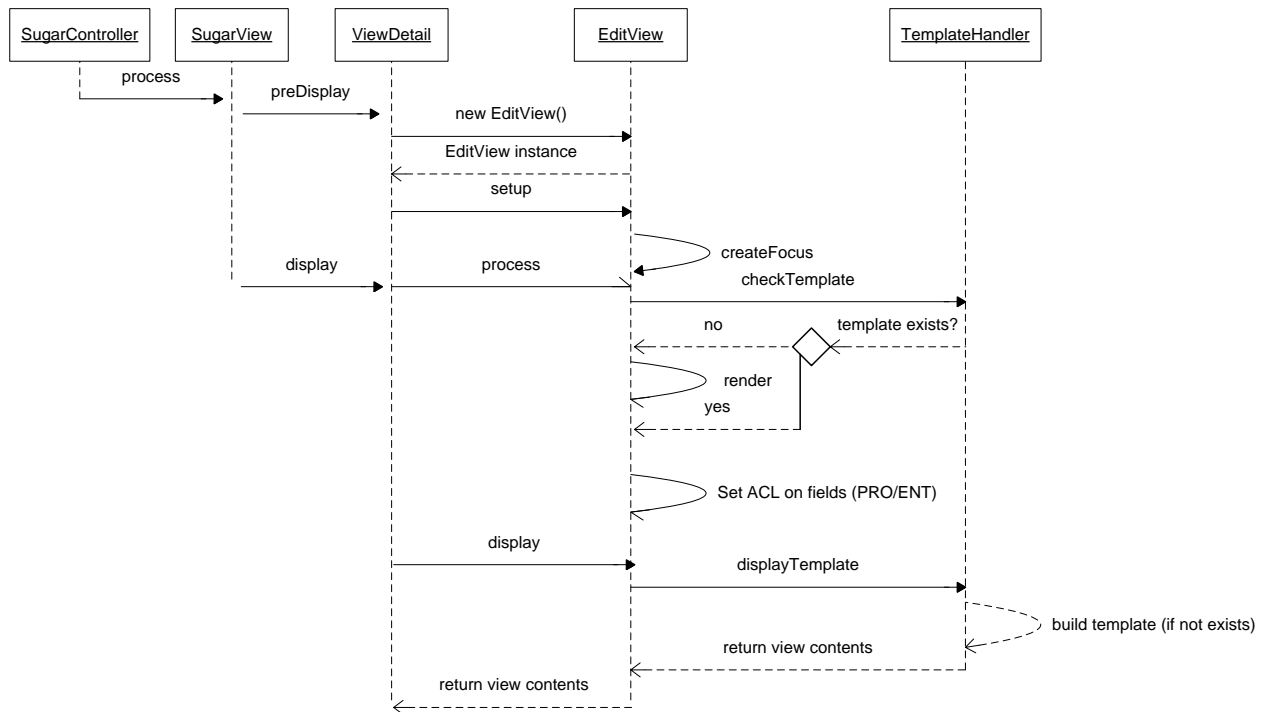 SugarController
SugarView
ViewDetail
EditView
TemplateHandler
process
preDisplay
new EditView()
EditView instance
setup
createFocus
display
process
checkTemplate
no
template exists?
render
yes
Set ACL on fields (PRO/ENT)
display
displayTemplate
build template (if not exists)
return view contents
return view contents